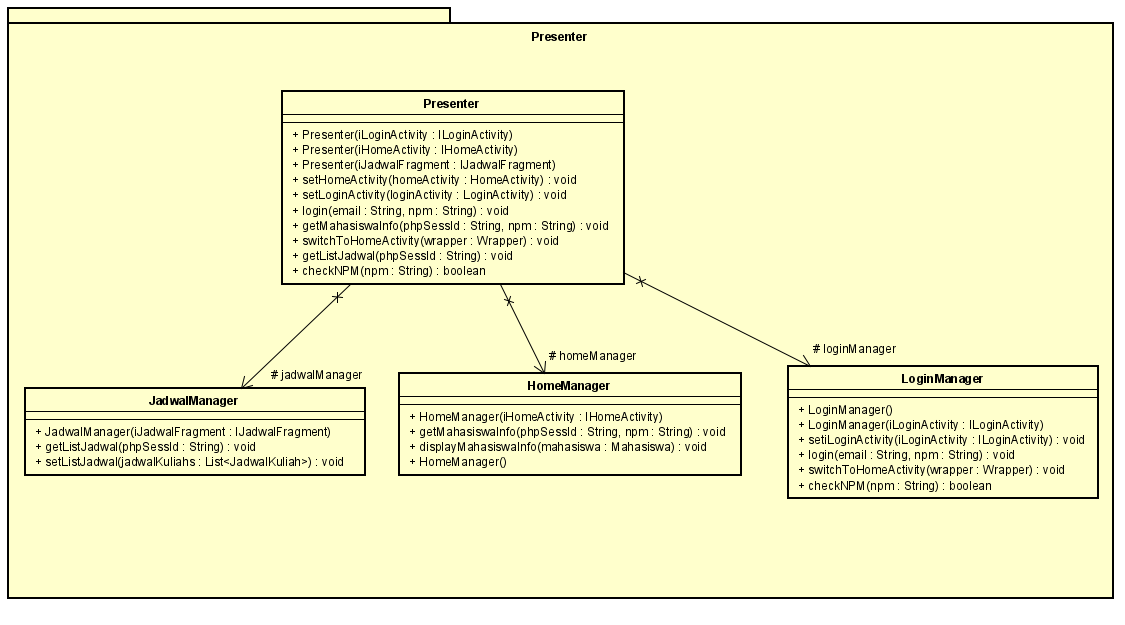 Presenter
Presenter
+ Presenter(iLoginActivity : ILoginActivity)
+ Presenter(iHomeActivity : IHomeActivity)
+ Presenter(iJadwalFragment : IJadwalFragment)
+ setHomeActivity(homeActivity : HomeActivity) : void
+ setLoginActivity(loginActivity : LoginActivity) : void
+ login(email : String, npm : String) : void
+ getMahasiswaInfo(phpSessId : String, npm : String) : void
+ switchToHomeActivity(wrapper : Wrapper) : void
+ getListJadwal(phpSessId : String) : void
+ checkNPM(npm : String) : boolean
# jadwalManager
# homeManager
# loginManager
JadwalManager
+ JadwalManager(iJadwalFragment : IJadwalFragment)
+ getListJadwal(phpSessId : String) : void
+ setListJadwal(jadwalKuliahs : List<JadwalKuliah>) : void
HomeManager
+ HomeManager(iHomeActivity : IHomeActivity)
+ getMahasiswaInfo(phpSessId : String, npm : String) : void
+ displayMahasiswaInfo(mahasiswa : Mahasiswa) : void
+ HomeManager()
LoginManager
+ LoginManager()
+ LoginManager(iLoginActivity : ILoginActivity)
+ setiLoginActivity(iLoginActivity : ILoginActivity) : void
+ login(email : String, npm : String) : void
+ switchToHomeActivity(wrapper : Wrapper) : void
+ checkNPM(npm : String) : boolean